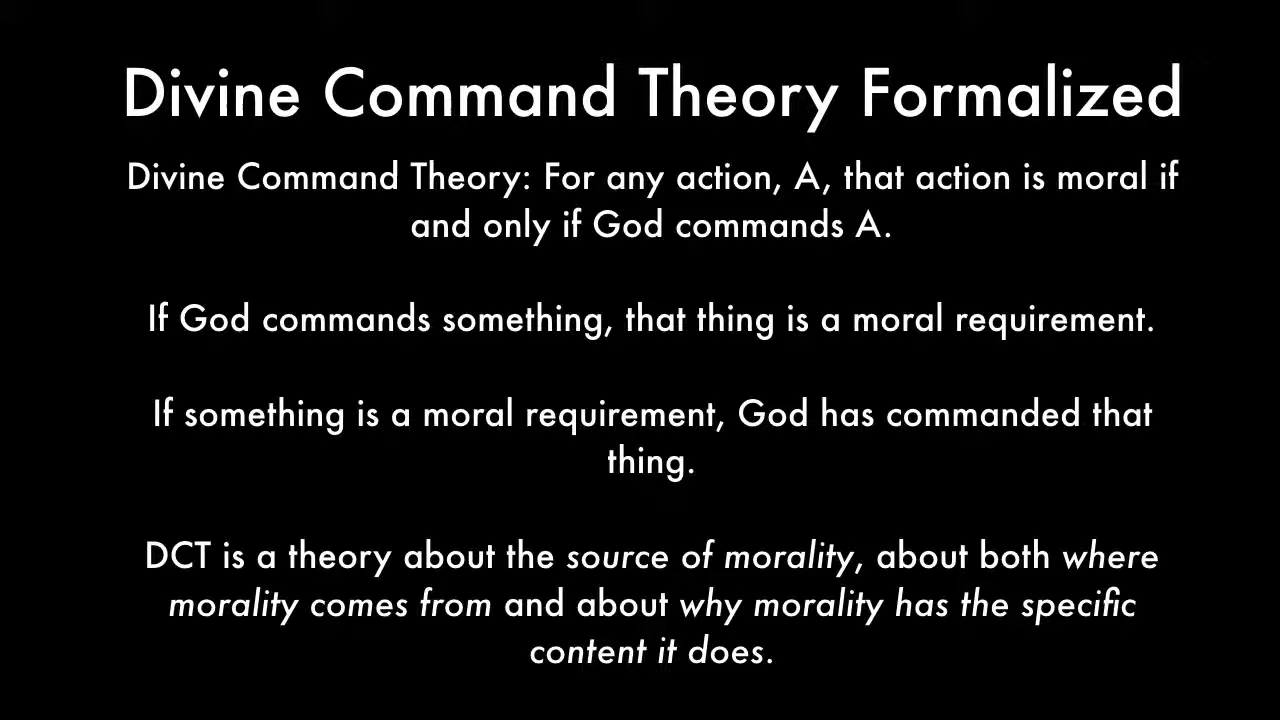 Divine Command Theory Formalized
Divine Command Theory: For any action, A, that action is moral if
and only if God commands A.
If God commands something, that thing is a moral requirement.
If something is a moral requirement, God has commanded that
thing.
DCT is a theory about the source of morality, about both where
morality comes from and about why morality has the specific
content it does.